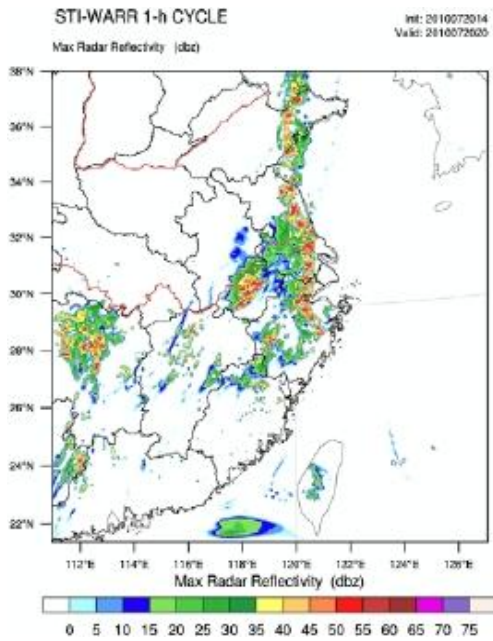 STI-WARR 1-h CYCLE
Init: 2010072014
Valid: 2010072020
Max Radar Reflectivity (dbz)
38°N
36°N
34°N
32°N
30°N
28°N
26°N
24°N
22°N
112°E 114°E 116°E 118°E 120°E 122°E 124°E 126°E
Max Radar Reflectivity (dbz)
0 5 10 15 20 25 30 35 40 45 50 55 60 65 70 75